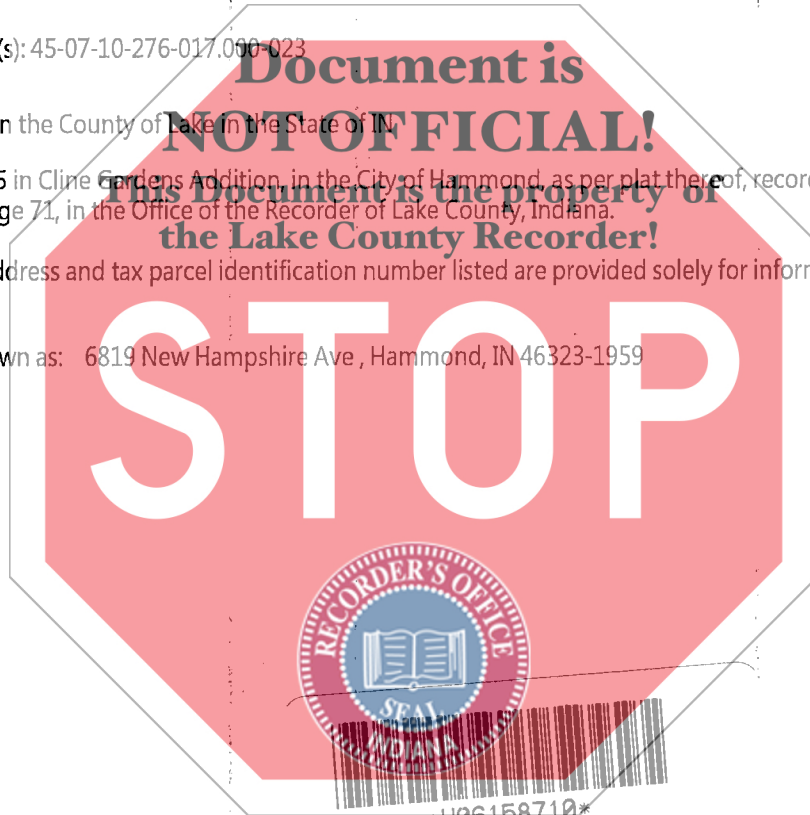 (s): 45-07-10-276-017.000-023
Document is
n the County of Lake in the State of IN
NOT OFFICIAL!
5 in Cline Gardens Addition, in the City of Hammond, as per plat thereof, recor
This Document is the property of
ge 71, in the Office of the Recorder of Lake County, Indiana.
the Lake County Recorder!
ddress and tax parcel identification number listed are provided solely for inform
wn as: 6819 New Hampshire Ave , Hammond, IN 46323-1959
STOP
RECORDER'S OFFICE
SEAL
INDIANA
U06158710*